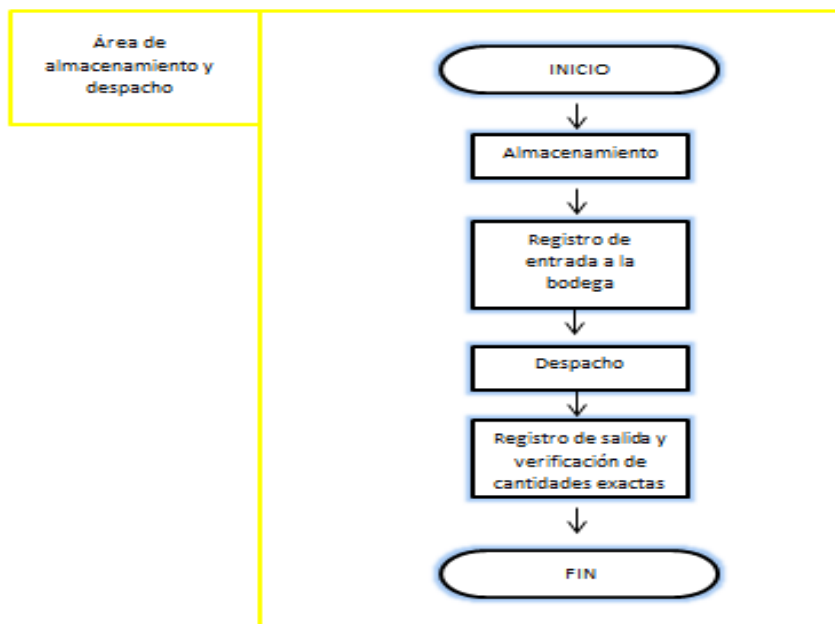 Área de
almacenamiento y
despacho
INICIO
Almacenamiento
Registro de
entrada a la
bodega
Despacho
Registro de salida y
verificación de
cantidades exactas
FIN